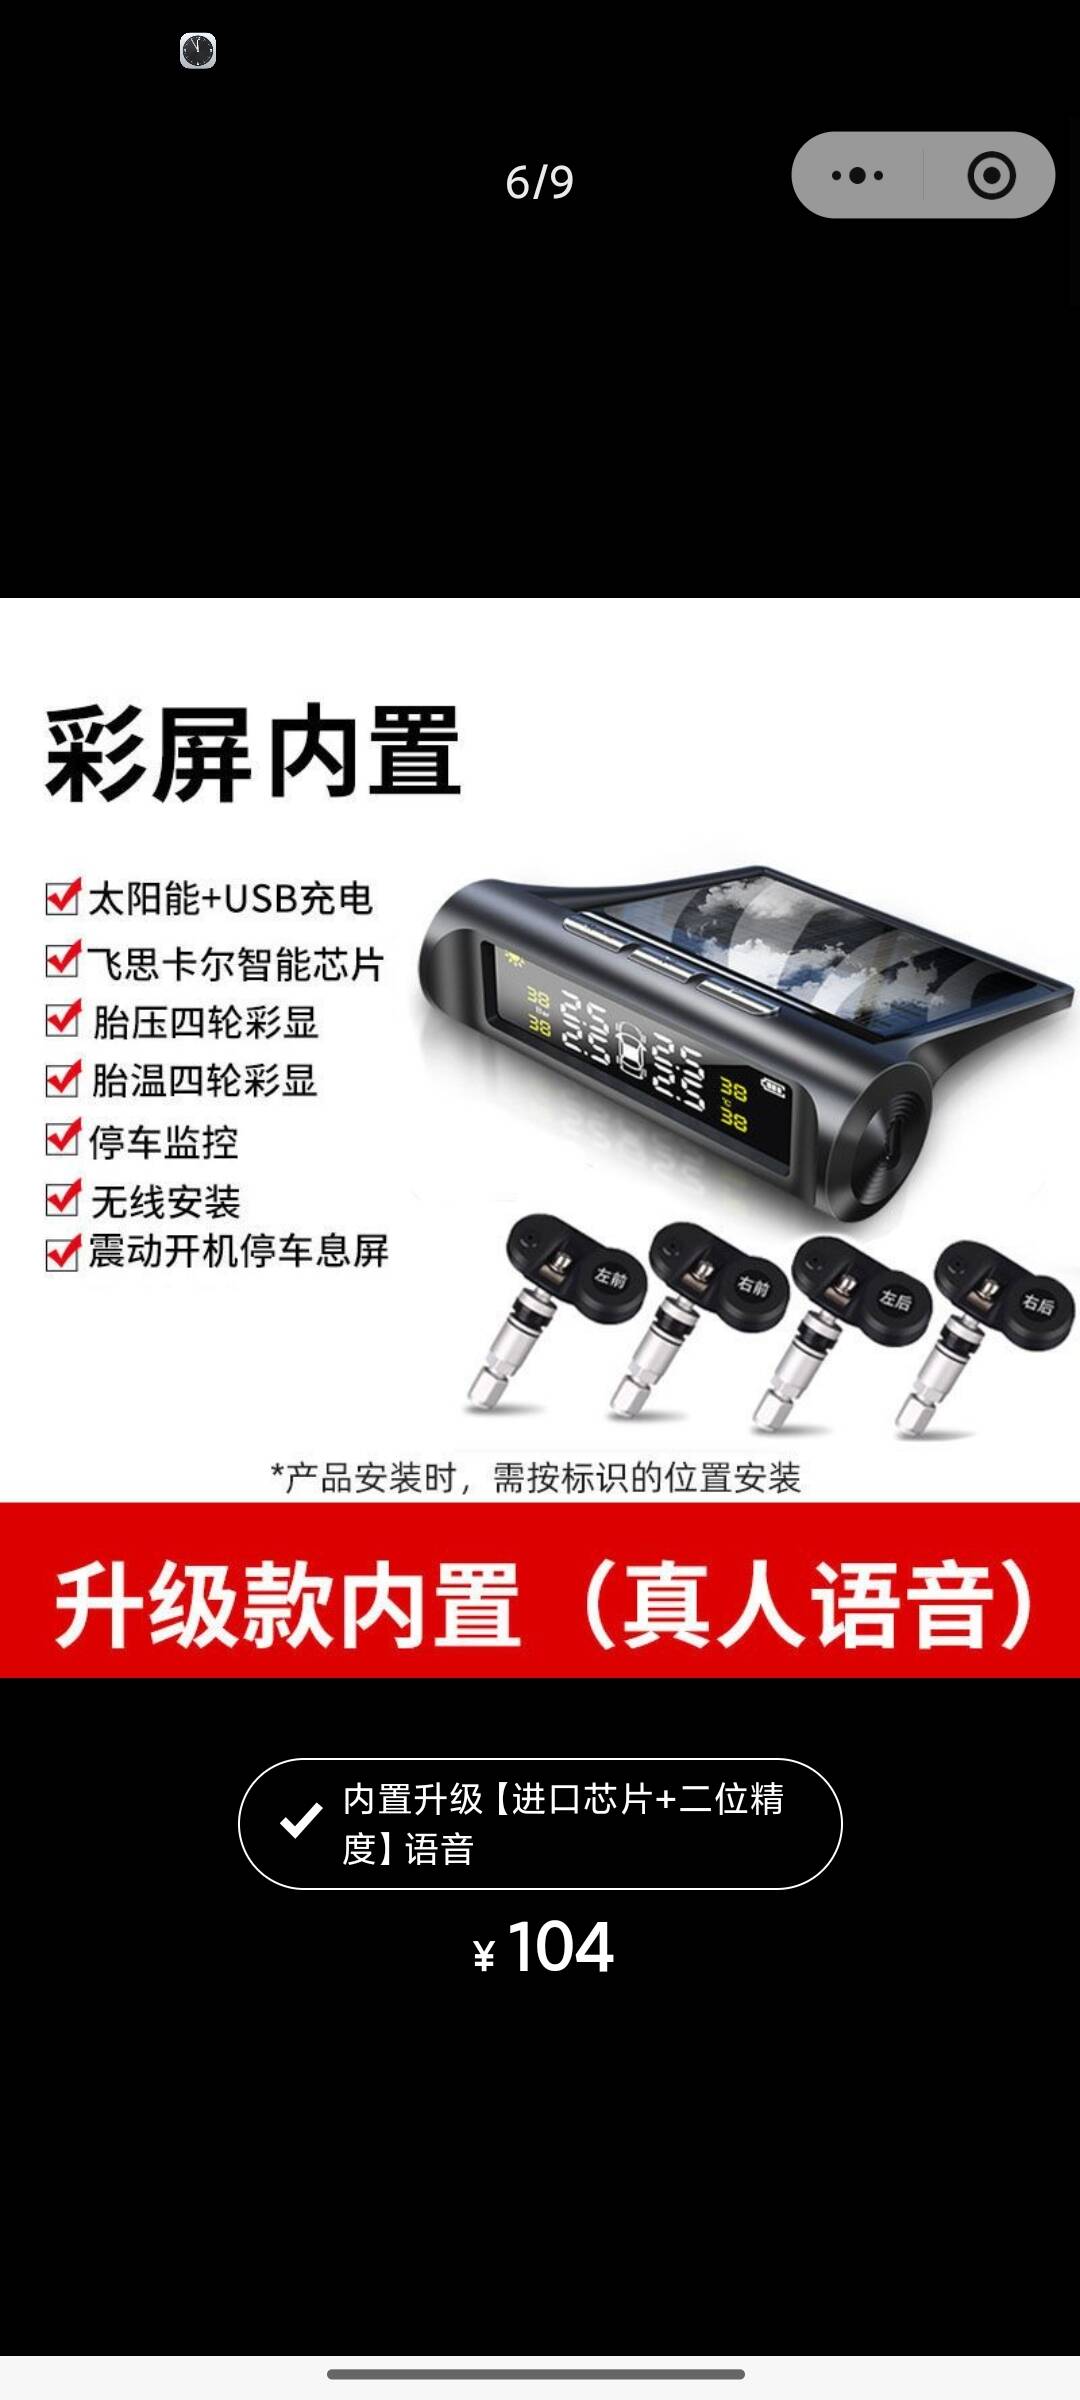 6/9
彩屏内置
太阳能+USB充电
飞思卡尔智能芯片
胎压四轮彩显
胎温四轮彩显
停车监控
无线安装
震动开机停车息屏
左前
右前
左后
右后
*产品安装时，需按标识的位置安装
升级款内置（真人语音）
内置升级【进口芯片+二位精
度】语音
¥104